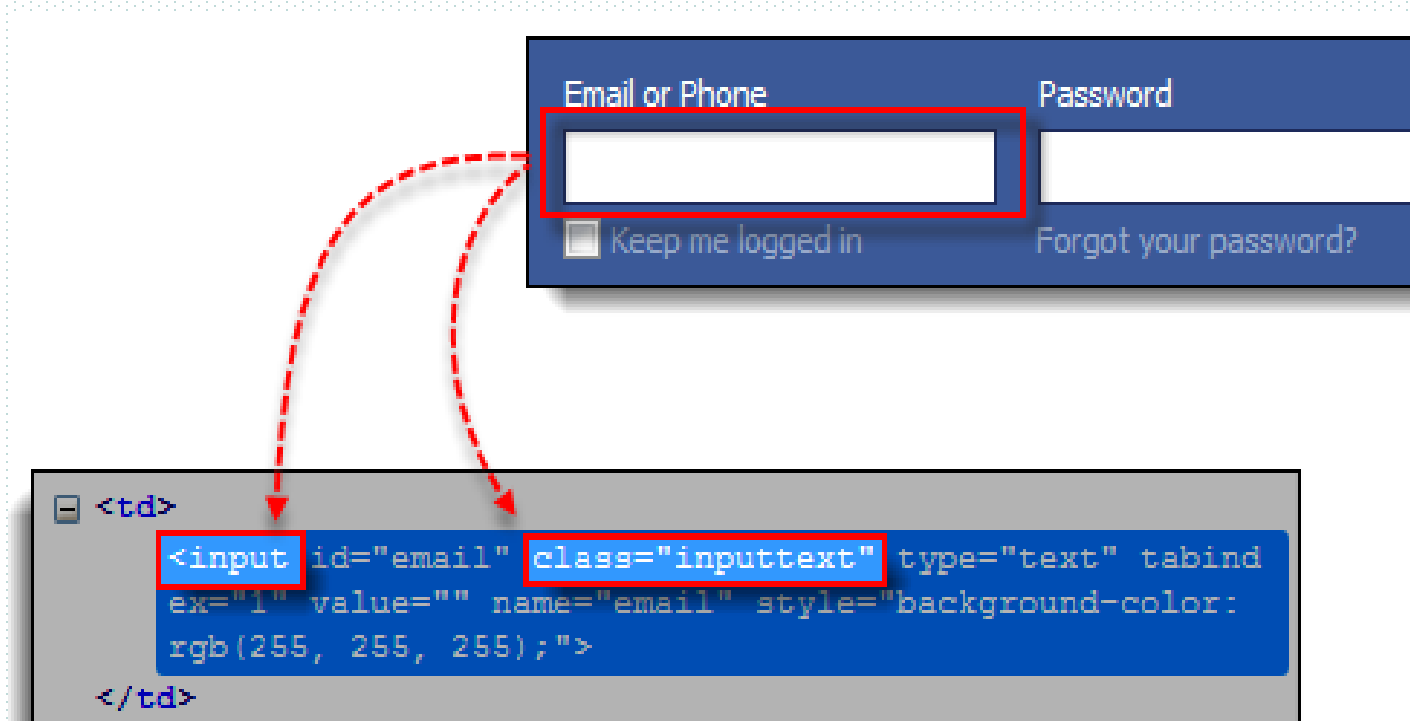 Email or Phone Password
Keep me logged in Forgot your password?
<td>
<input id="email" class="inputtext" type="text" tabind
ex="1" value="" name="email" style="background-color:
rgb(255, 255, 255);">
</td>